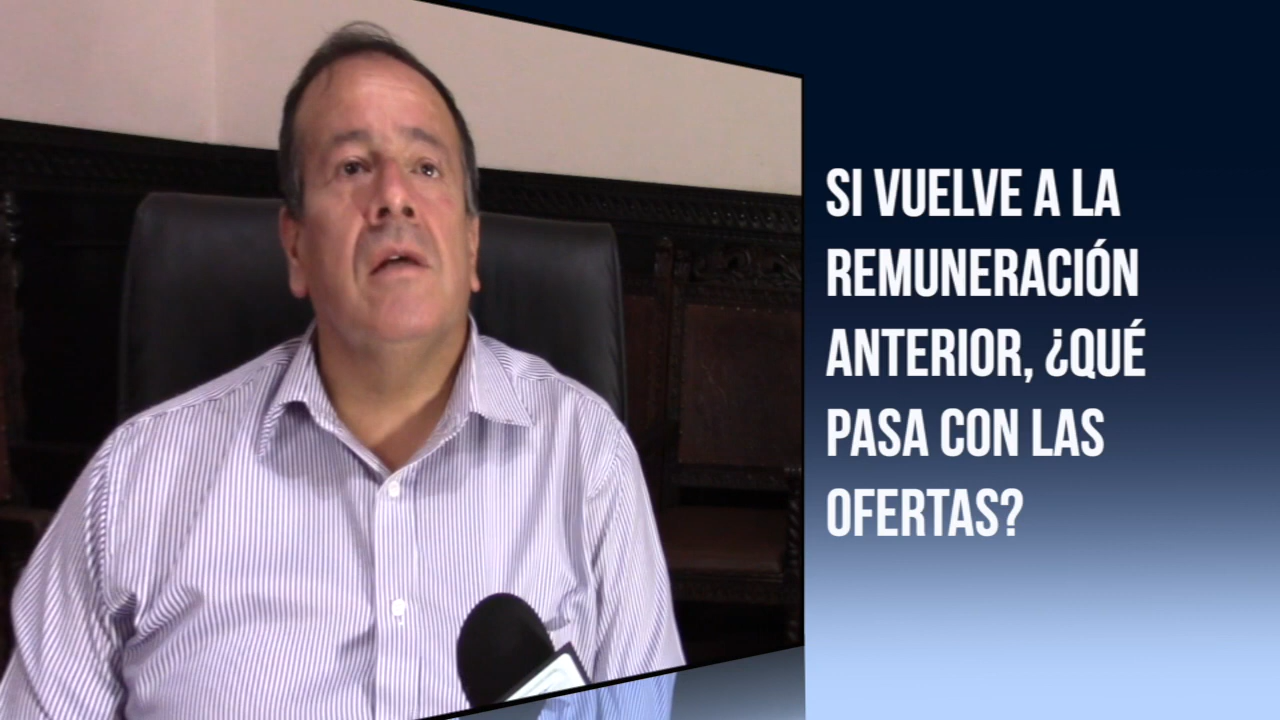 SI VUELVE A LA
REMUNERACIÓN
ANTERIOR, ¿QUÉ
PASA CON LAS
OFERTAS?